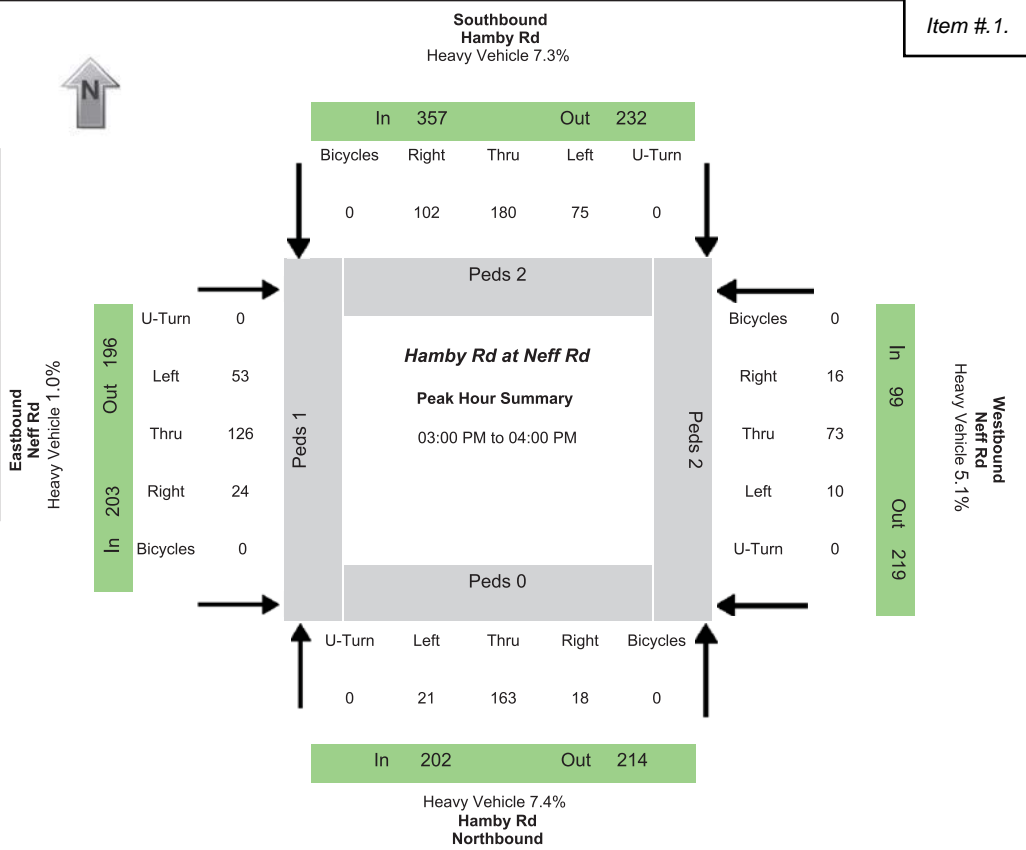 Item #.1.
Southbound
Hamby Rd
Heavy Vehicle 7.3%
N
In 357 Out 232
Bicycles Right Thru Left U-Turn
0 102 180 75 0
Peds 2
Eastbound
Neff Rd
Heavy Vehicle 1.0%
In 203 Out 196
U-Turn 0
Left 53
Thru 126
Right 24
Bicycles 0
Peds 1
Hamby Rd at Neff Rd
Peak Hour Summary
03:00 PM to 04:00 PM
Peds 2
Bicycles 0
Right 16
Thru 73
Left 10
U-Turn 0
In 99 Out 219
Westbound
Neff Rd
Heavy Vehicle 5.1%
Peds 0
U-Turn Left Thru Right Bicycles
0 21 163 18 0
In 202 Out 214
Heavy Vehicle 7.4%
Hamby Rd
Northbound